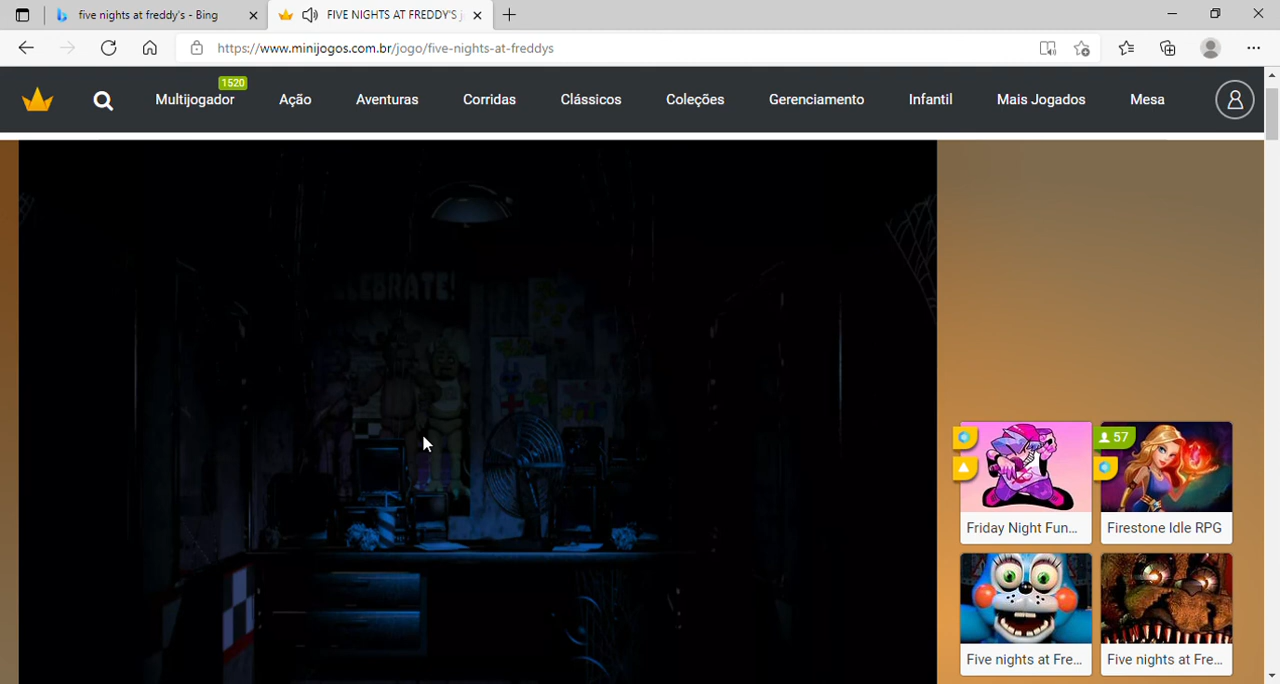 five nights at freddy's - Bing
FIVE NIGHTS AT FREDDY'S
https://www.minijogos.com.br/jogo/five-nights-at-freddys
1520
Multijogador Ação Aventuras Corridas Clássicos Coleções Gerenciamento Infantil Mais Jogados Mesa
CELEBRATE!
57
Friday Night Fun... Firestone Idle RPG
Five nights at Fre... Five nights at Fre...